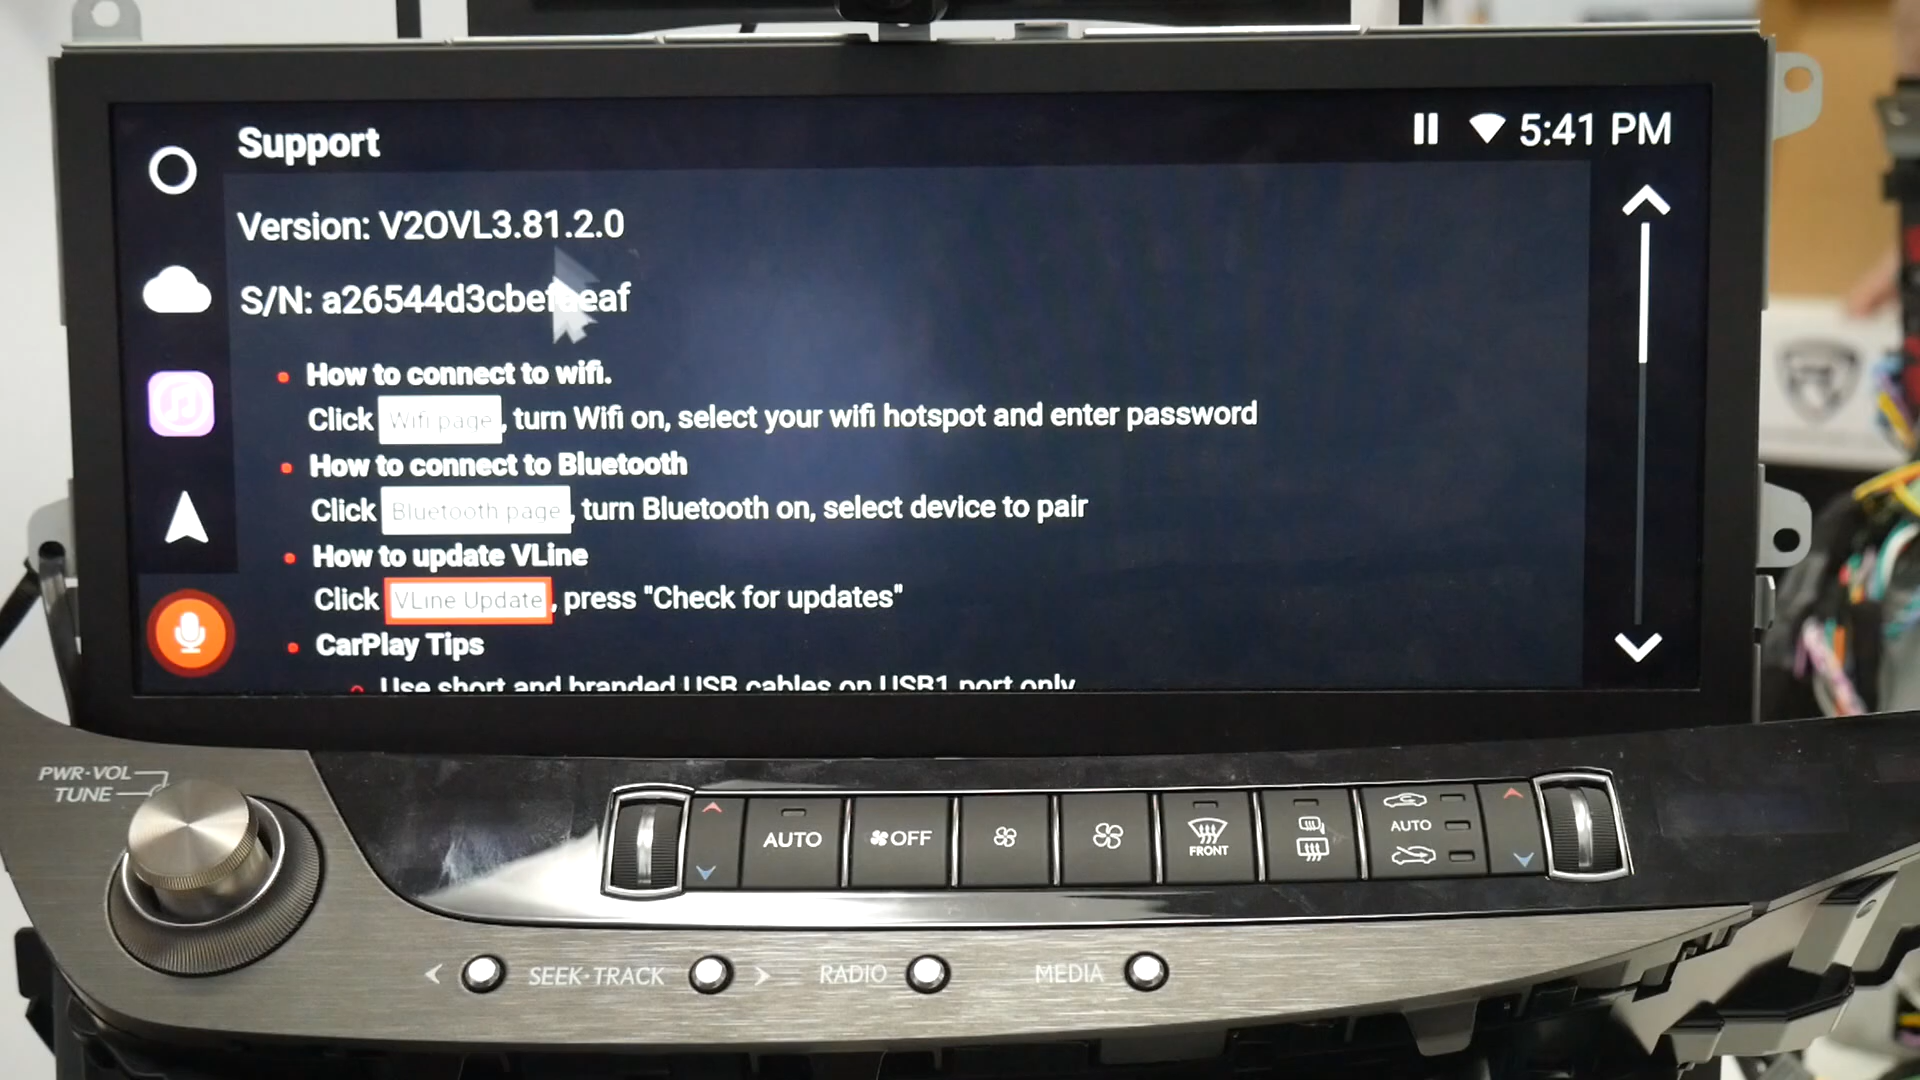 Support
5:41 PM
Version: V2OVL3.81.2.0
S/N:
How to connect to wifi.
Click Wifi page, turn Wifi on, select your wifi hotspot and enter password
How to connect to Bluetooth
Click Bluetooth page, turn Bluetooth on, select device to pair
How to update VLine
Click VLine Update, press "Check for updates"
CarPlay Tips
Use short and branded USB cables on USB1 port only
PWR·VOL
TUNE
AUTO
OFF
FRONT
AUTO
< SEEK·TRACK >
RADIO
MEDIA